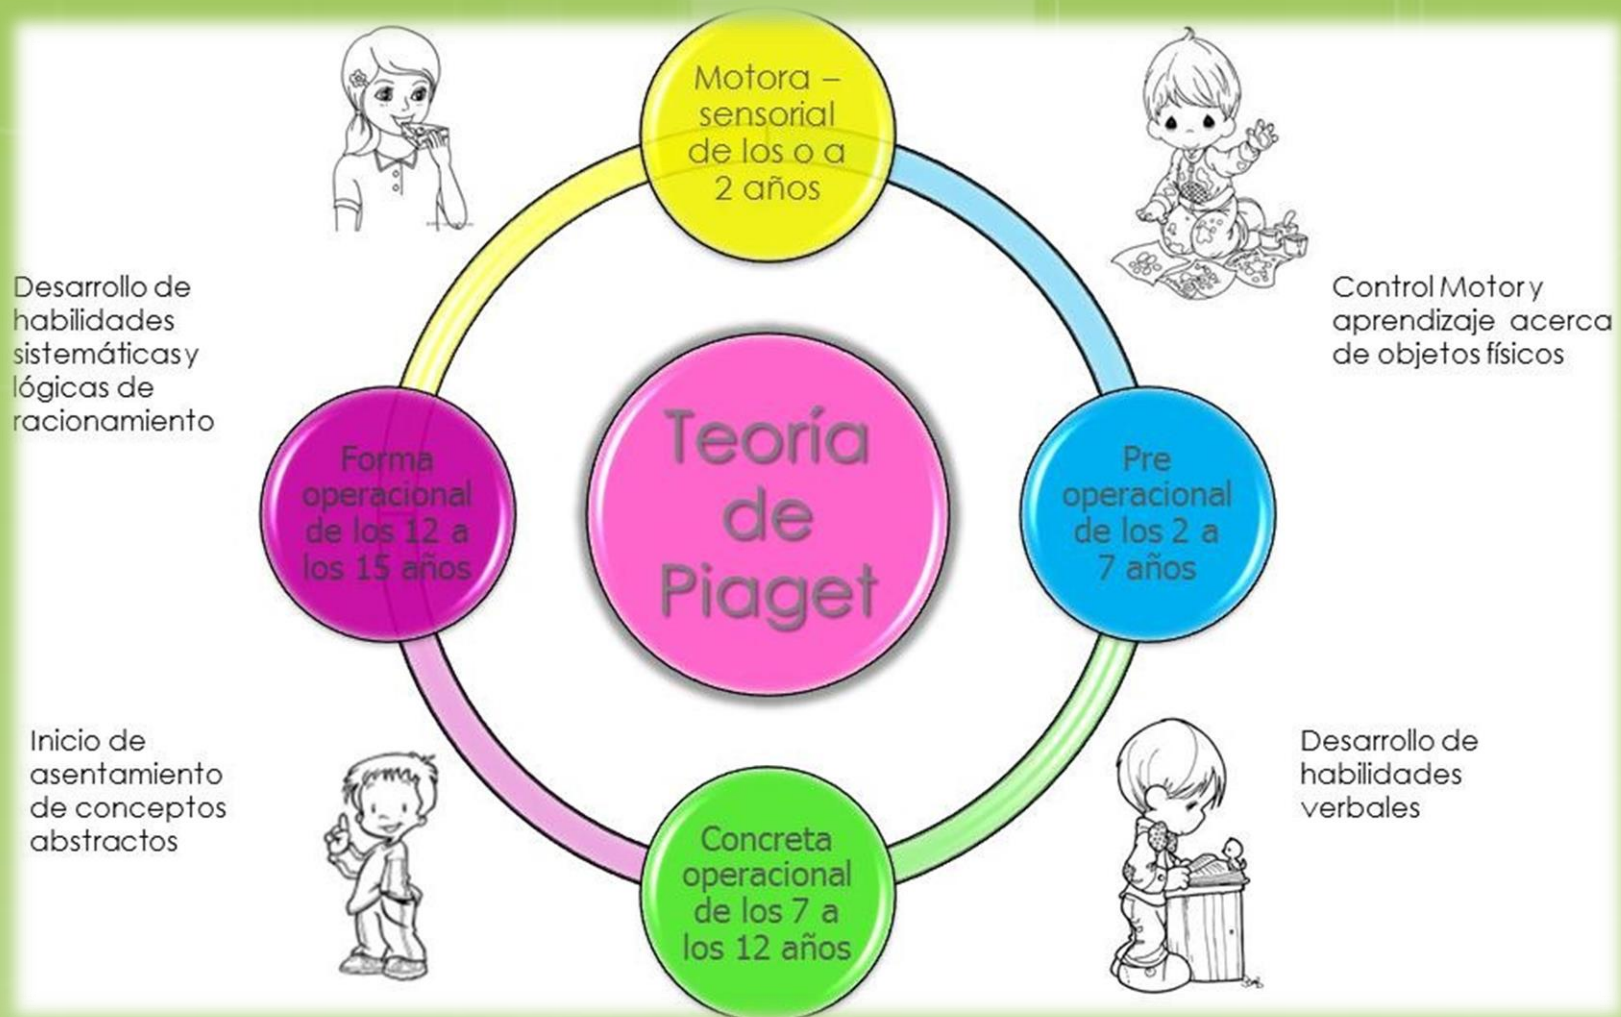 Motora –
sensorial
de los o a
2 años
Control Motor y
aprendizaje acerca
de objetos físicos
Pre
operacional
de los 2 a
7 años
Desarrollo de
habilidades
verbales
Concreta
operacional
de los 7 a
los 12 años
Inicio de
asentamiento
de conceptos
abstractos
Forma
operacional
de los 12 a
los 15 años
Desarrollo de
habilidades
sistemáticas y
lógicas de
racionamiento
Teoría
de
Piaget